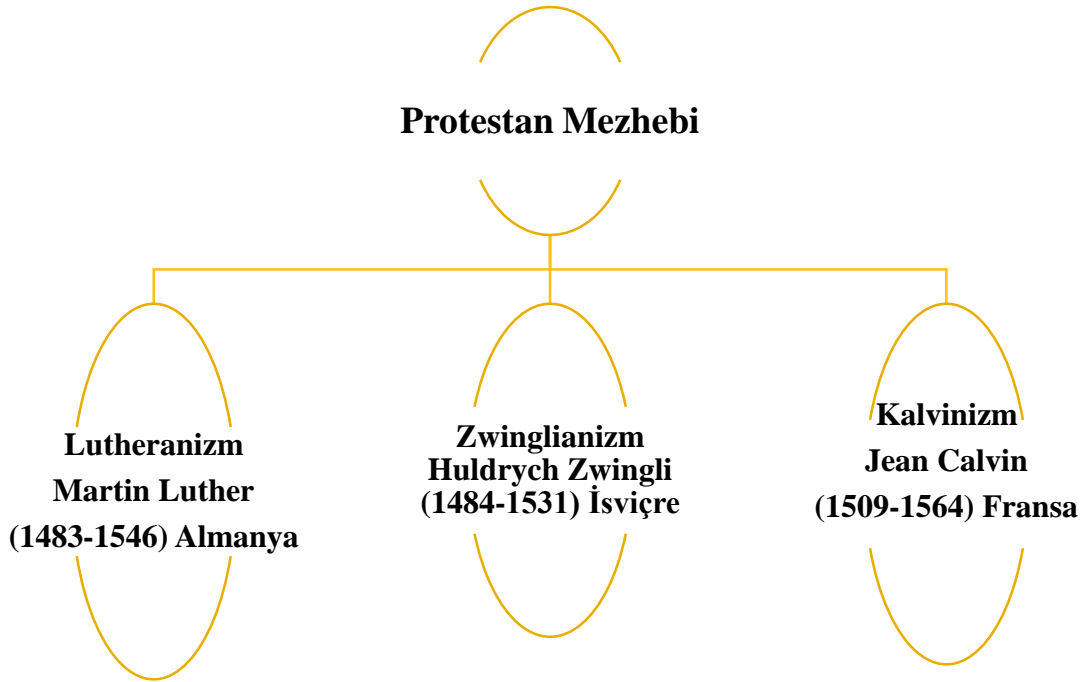 Protestan Mezhebi
Lutheranizm
Martin Luther
(1483-1546) Almanya
Zwinglianizm
Huldrych Zwingli
(1484-1531) İsviçre
Kalvinizm
Jean Calvin
(1509-1564) Fransa